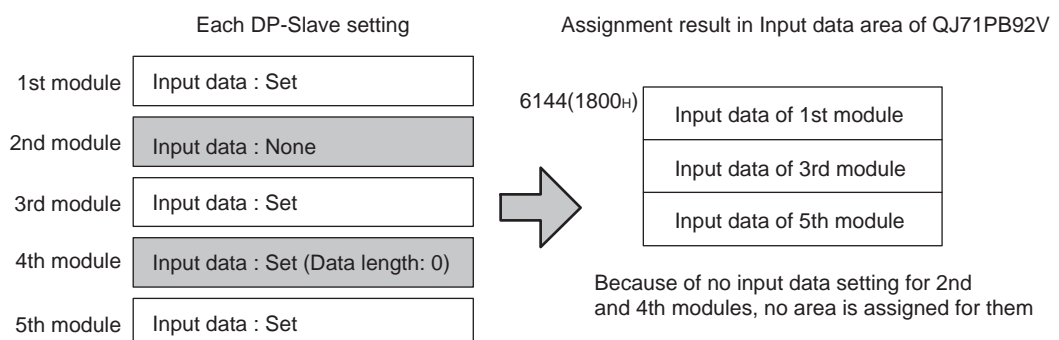 Each DP-Slave setting
1st module
Input data : Set
2nd module
Input data : None
3rd module
Input data : Set
4th module
Input data : Set (Data length: 0)
5th module
Input data : Set
Assignment result in Input data area of QJ71PB92V
6144(1800H)
Input data of 1st module
Input data of 3rd module
Input data of 5th module
Because of no input data setting for 2nd
and 4th modules, no area is assigned for them